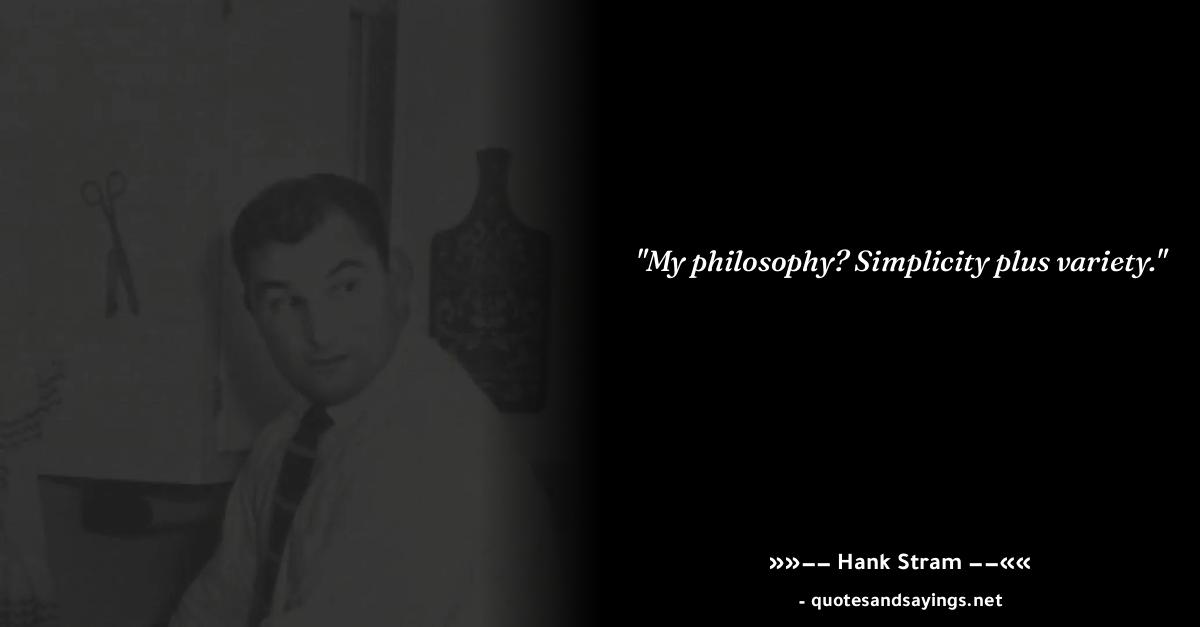 "My philosophy? Simplicity plus variety."
»»–– Hank Stram ––««
- quotesandsayings.net